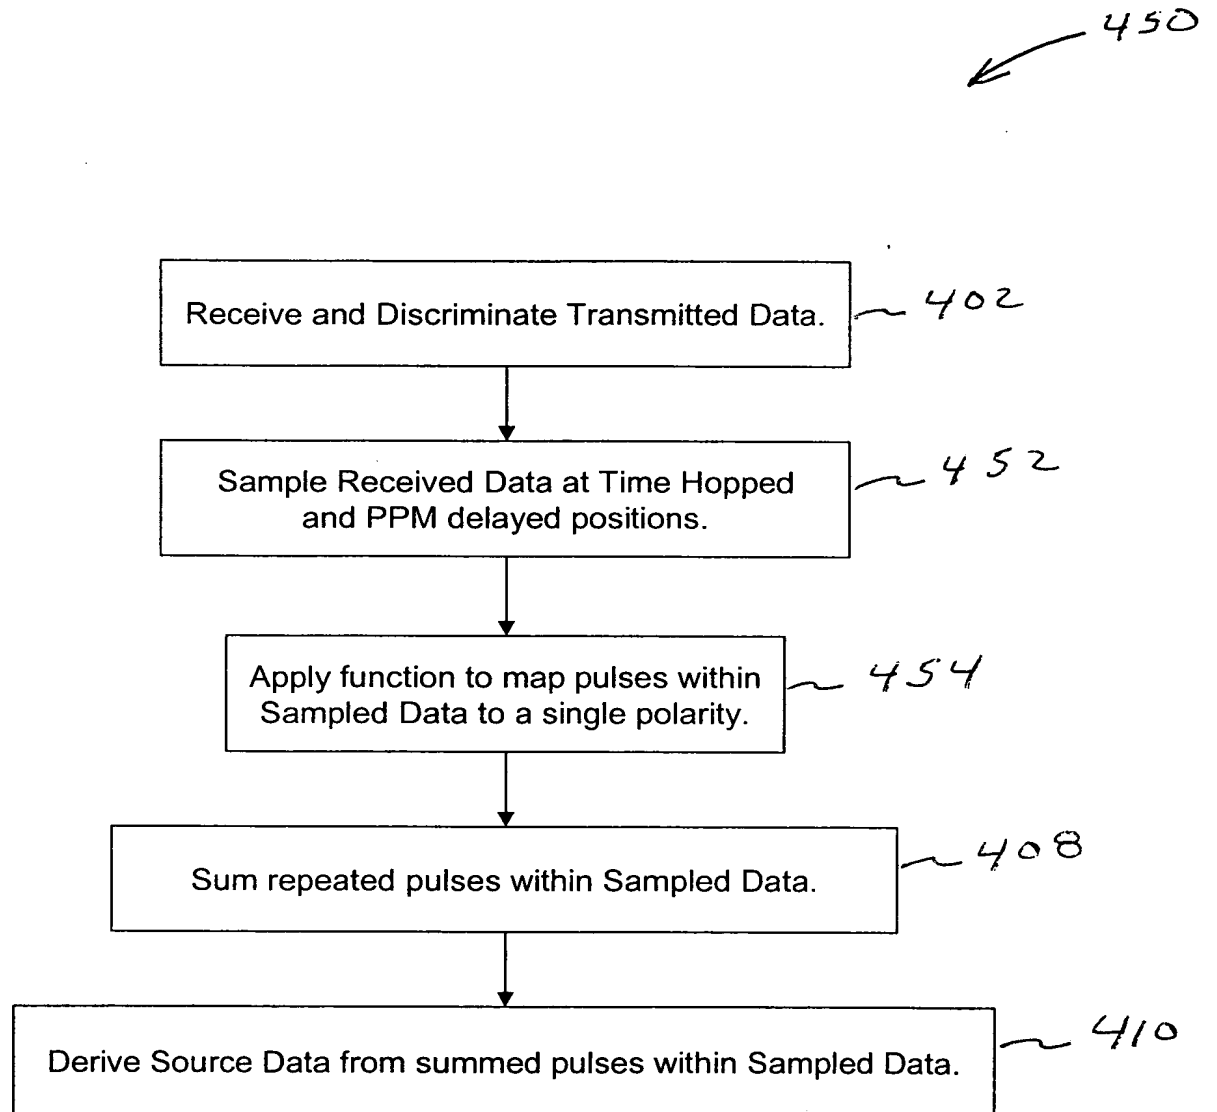 450
Receive and Discriminate Transmitted Data.
402
Sample Received Data at Time Hopped
and PPM delayed positions.
452
Apply function to map pulses within
Sampled Data to a single polarity.
454
Sum repeated pulses within Sampled Data.
408
Derive Source Data from summed pulses within Sampled Data.
410